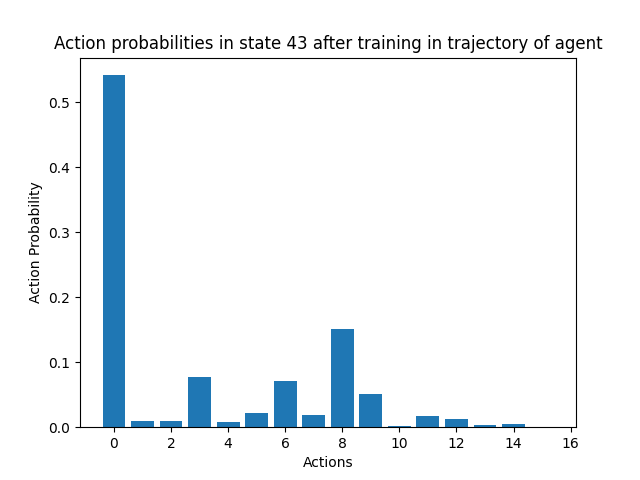 Action probabilities in state 43 after training in trajectory of agent
0.5
0.4
0.3
0.2
0.1
0.0
Action Probability
0 2 4 6 8 10 12 14 16
Actions